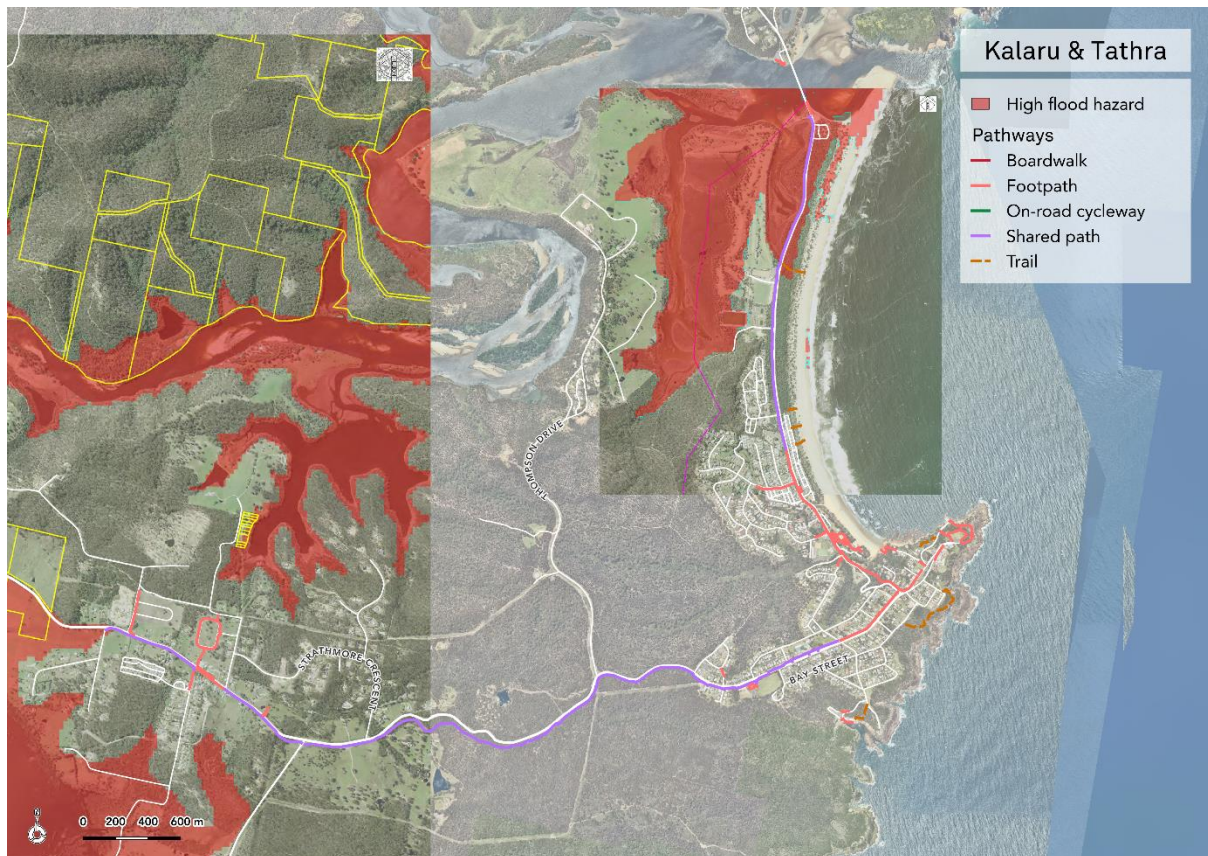 Kalaru & Tathra
High flood hazard
Pathways
Boardwalk
Footpath
On-road cycleway
Shared path
Trail
THOMPSON DRIVE
STRATHMORE CRESCENT
BAY STREET
N
0 200 400 600 m